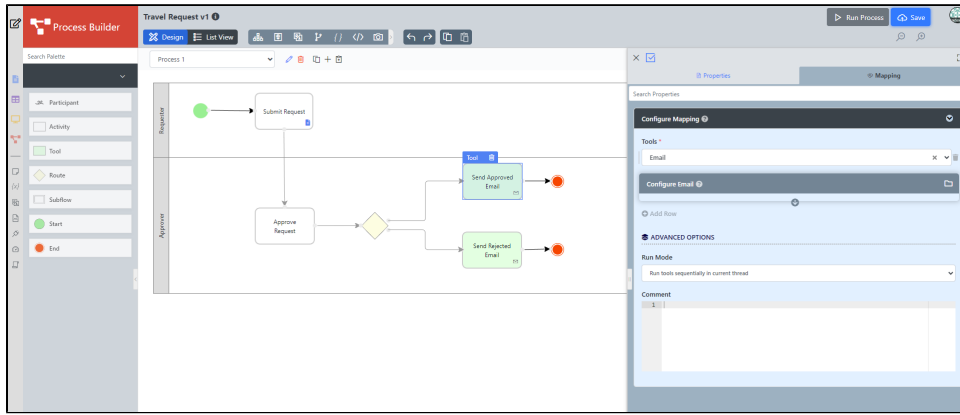 Travel Request v1
Process Builder
Run Process
Save
Design
List View
Search Palette
Process 1
Participant
Activity
Tool
Route
Subflow
Start
End
Requestor
Submit Request
Approver
Approve
Request
Tool
Send Approved
Email
Send Rejected
Email
Properties
Mapping
Search Properties
Configure Mapping
Tools *
Email
Configure Email
Add Row
ADVANCED OPTIONS
Run Mode
Run tools sequentially in current thread
Comment
1